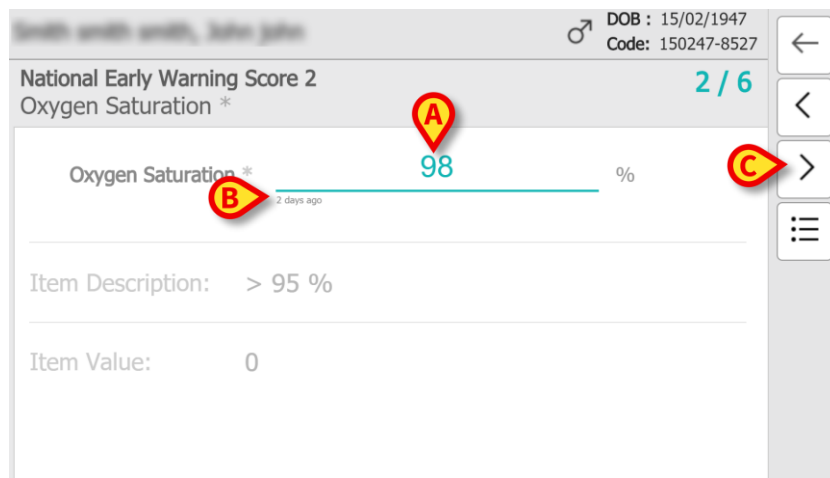 DOB : 15/02/1947
Code: 150247-8527
National Early Warning Score 2
2 / 6
Oxygen Saturation *
A
Oxygen Saturation * 98 %
B
2 days ago
C
Item Description: > 95 %
Item Value: 0